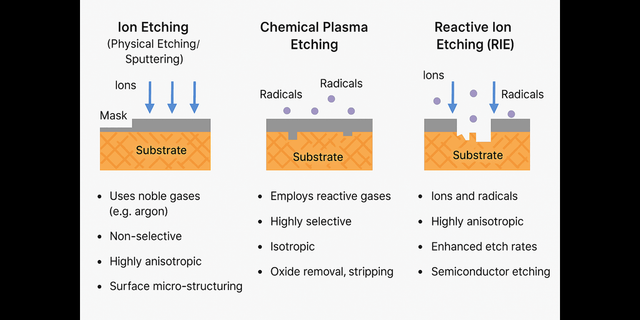 Ion Etching
(Physical Etching/
Sputtering)
Ions
Mask
Substrate
• Uses noble gases
(e.g. argon)
• Non-selective
• Highly anisotropic
• Surface micro-structuring
Chemical Plasma
Etching
Radicals
Radicals
Substrate
• Employs reactive gases
• Highly selective
• Isotropic
• Oxide removal, stripping
Reactive Ion
Etching (RIE)
Ions
Radicals
Substrate
• Ions and radicals
• Highly anisotropic
• Enhanced etch rates
• Semiconductor etching